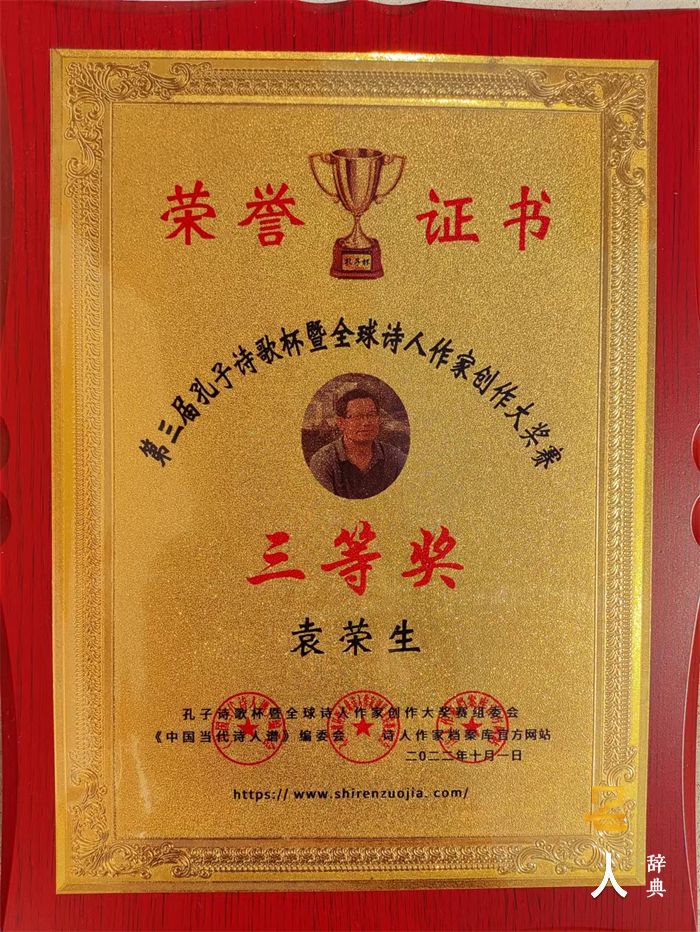 荣誉证书
孔子杯
第三届孔子诗歌杯暨全球诗人作家创作大奖赛
三等奖
袁荣生
孔子诗歌杯暨全球诗人作家创作大奖赛组委会
《中国当代诗人谱》编委会 诗人作家档案库官方网站
二〇二二年十月一日
https://www.shirenzuojia.com/
人
辞典